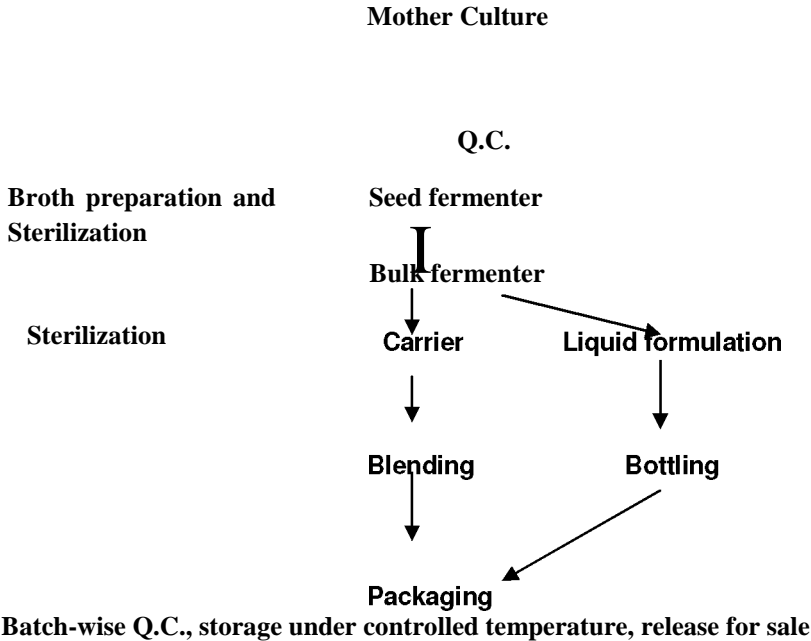 Mother Culture
Q.C.
Broth preparation and
Sterilization
Seed fermenter
Bulk fermenter
Sterilization
Carrier
Liquid formulation
Blending
Bottling
Packaging
Batch-wise Q.C., storage under controlled temperature, release for sale